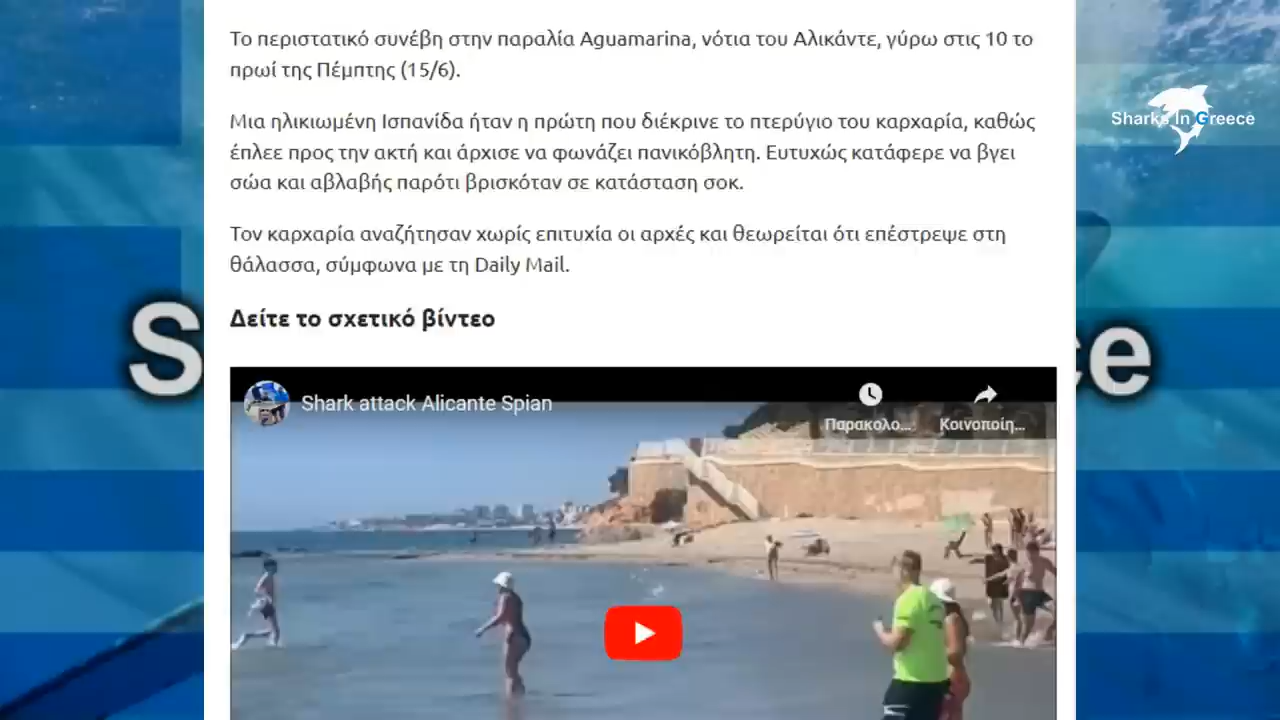 Το περιστατικό συνέβη στην παραλία Aguamarina, νότια του Αλικάντε, γύρω στις 10 το
πρωί της Πέμπτης (15/6).
Μια ηλικιωμένη Ισπανίδα ήταν η πρώτη που διέκρινε το πτερύγιο του καρχαρία, καθώς
έπλεε προς την ακτή και άρχισε να φωνάζει πανικόβλητη. Ευτυχώς κατάφερε να βγει
σώα και αβλαβής παρότι βρισκόταν σε κατάσταση σοκ.
Τον καρχαρία αναζήτησαν χωρίς επιτυχία οι αρχές και θεωρείται ότι επέστρεψε στη
θάλασσα, σύμφωνα με τη Daily Mail.
Δείτε το σχετικό βίντεο
Shark attack Alicante Spian
Παρακολο...
Κοινοποίη...
Sharks In Greece
S
ce